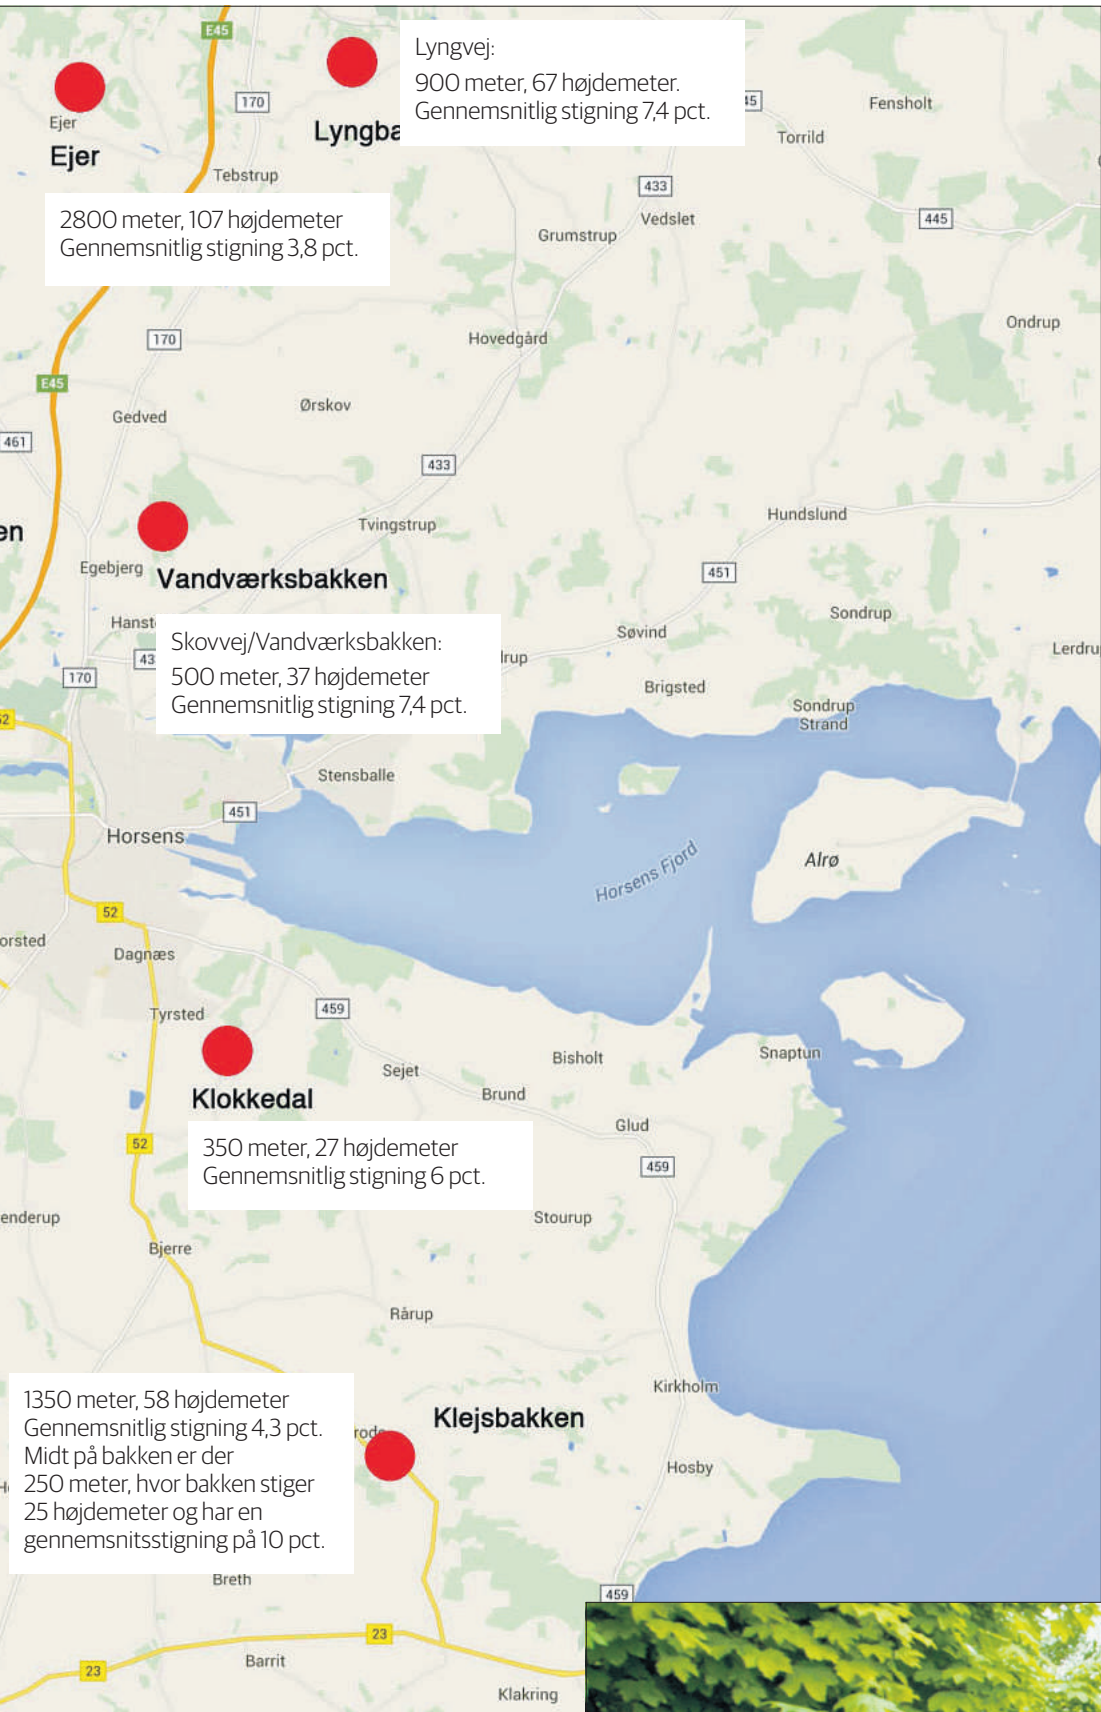 E45
Lyngvej:
900 meter, 67 højdemeter.
Gennemsnitlig stigning 7,4 pct.
170
45
Fensholt
Ejer
Ejer
Torrild
Tebstrup
433
Vedslet
445
2800 meter, 107 højdemeter
Gennemsnitlig stigning 3,8 pct.
Grumstrup
Ondrup
170
Hovedgård
E45
Ørskov
Gedved
461
433
Hundslund
Tvingstrup
en
Egebjerg
Vandværksbakken
451
Sondrup
Skovvej/Vandværksbakken:
500 meter, 37 højdemeter
Gennemsnitlig stigning 7,4 pct.
Søvind
170
Brigsted
Sondrup
Strand
Stensballe
451
Horsens
Alrø
Horsens Fjord
52
orsted
Dagnæs
459
Tyrsted
Bisholt
Snaptun
Sejet
Brund
Klokkedal
Glud
350 meter, 27 højdemeter
Gennemsnitlig stigning 6 pct.
52
459
enderup
Stourup
Bjerre
Rårup
Kirkholm
1350 meter, 58 højdemeter
Gennemsnitlig stigning 4,3 pct.
Midt på bakken er der
250 meter, hvor bakken stiger
25 højdemeter og har en
gennemsnitsstigning på 10 pct.
Klejsbakken
Hosby
Breth
459
23
Barrit
23
Klakring